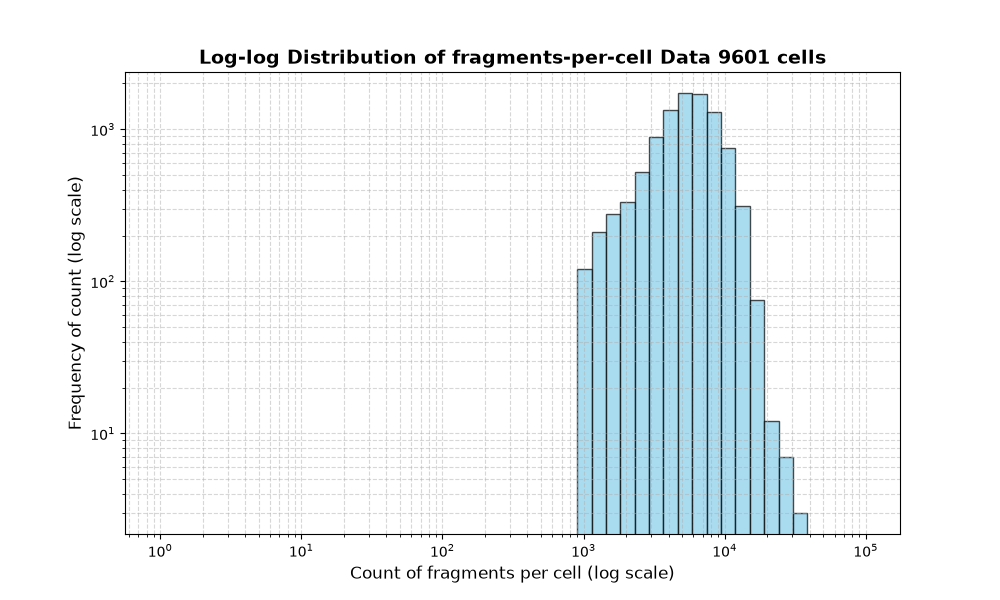 Log-log Distribution of fragments-per-cell Data 9601 cells
Frequency of count (log scale)
10³
10²
10¹
10⁰ 10¹ 10² 10³ 10⁴ 10⁵
Count of fragments per cell (log scale)